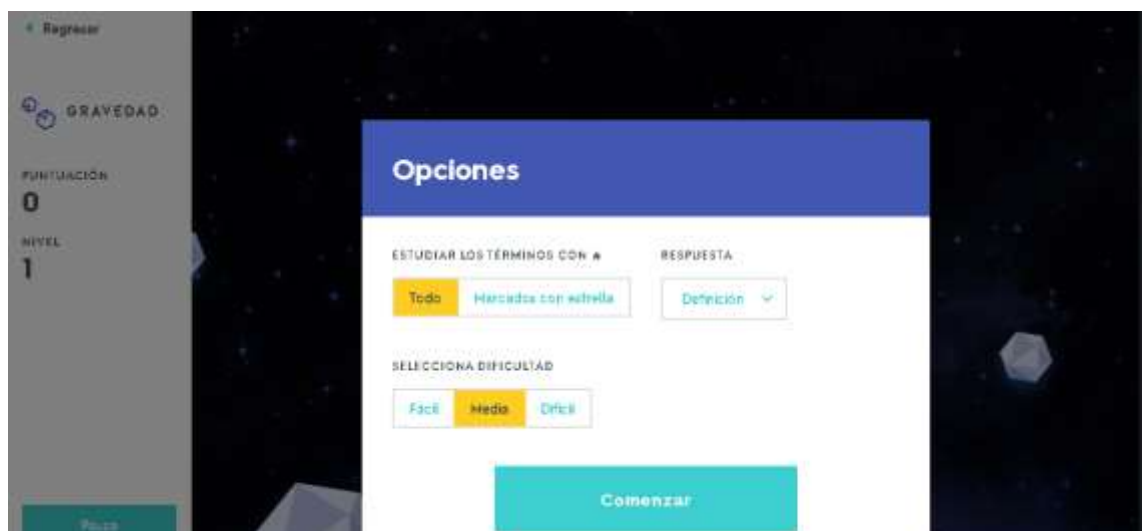 Regresar
GRAVEDAD
PUNTUACIÓN
0
NIVEL
1
Pausa
Opciones
ESTUDIAR LOS TÉRMINOS CON
Todo Marcados con estrella
RESPUESTA
Definición
SELECCIONA DIFICULTAD
Fácil Medio Difícil
Comenzar